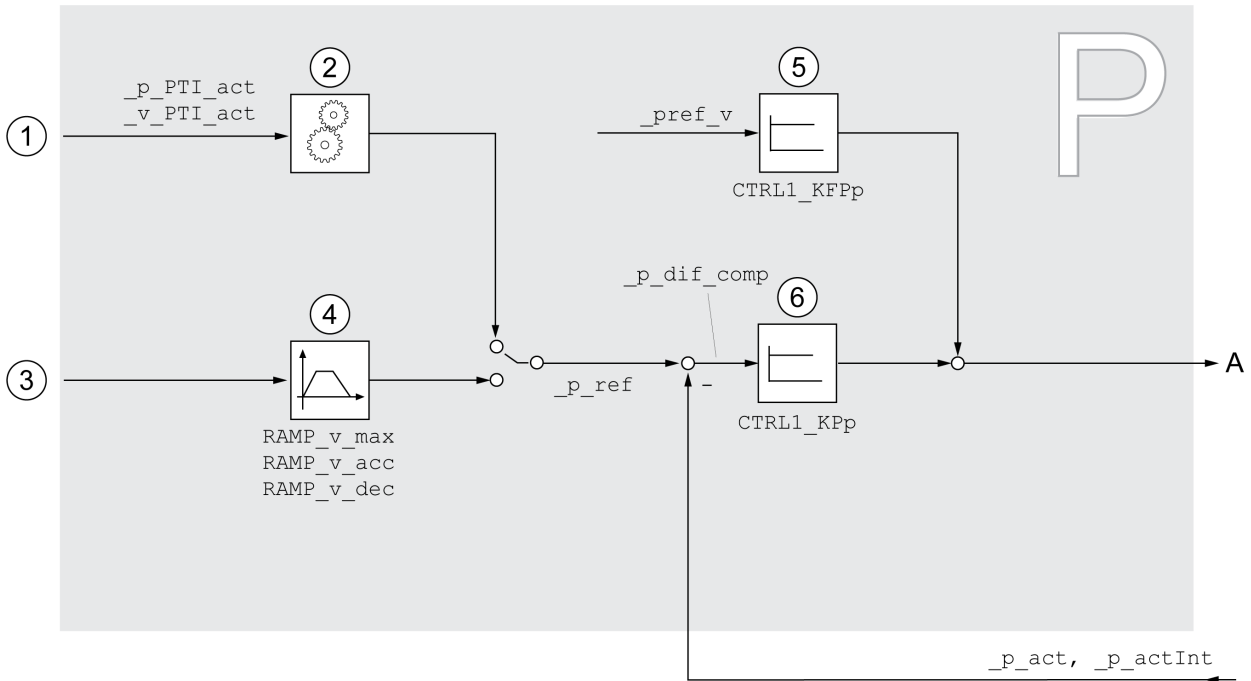 P
2
5
_p_PTI_act
_v_PTI_act
1
_pref_v
CTRL1_KFPp
_p_dif_comp
4
6
3
_p_ref
-
A
CTRL1_KPp
RAMP_v_max
RAMP_v_acc
RAMP_v_dec
_p_act, _p_actInt